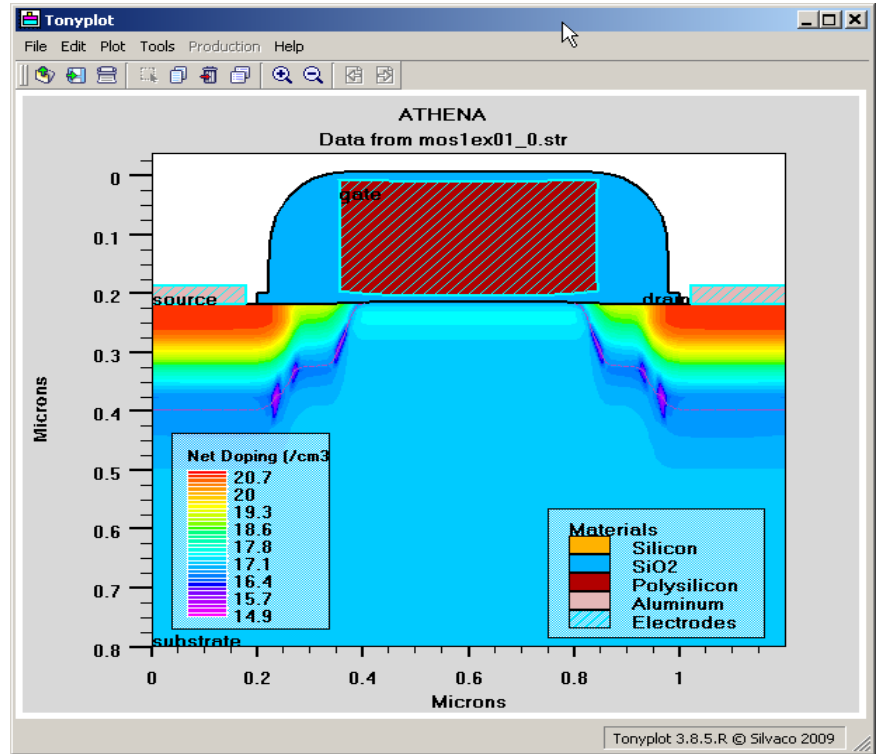 Tonyplot
File Edit Plot Tools Production Help
ATHENA
Data from mos1ex01_0.str
0
gate
0.1
0.2
source
drain
0.3
Microns
0.4
Net Doping (/cm3
20.7
20
19.3
18.6
17.8
17.1
16.4
15.7
14.9
0.5
0.6
0.7
0.8
Materials
Silicon
SiO2
Polysilicon
Aluminum
Electrodes
substrate
0 0.2 0.4 0.6 0.8 1
Microns
Tonyplot 3.8.5.R © Silvaco 2009